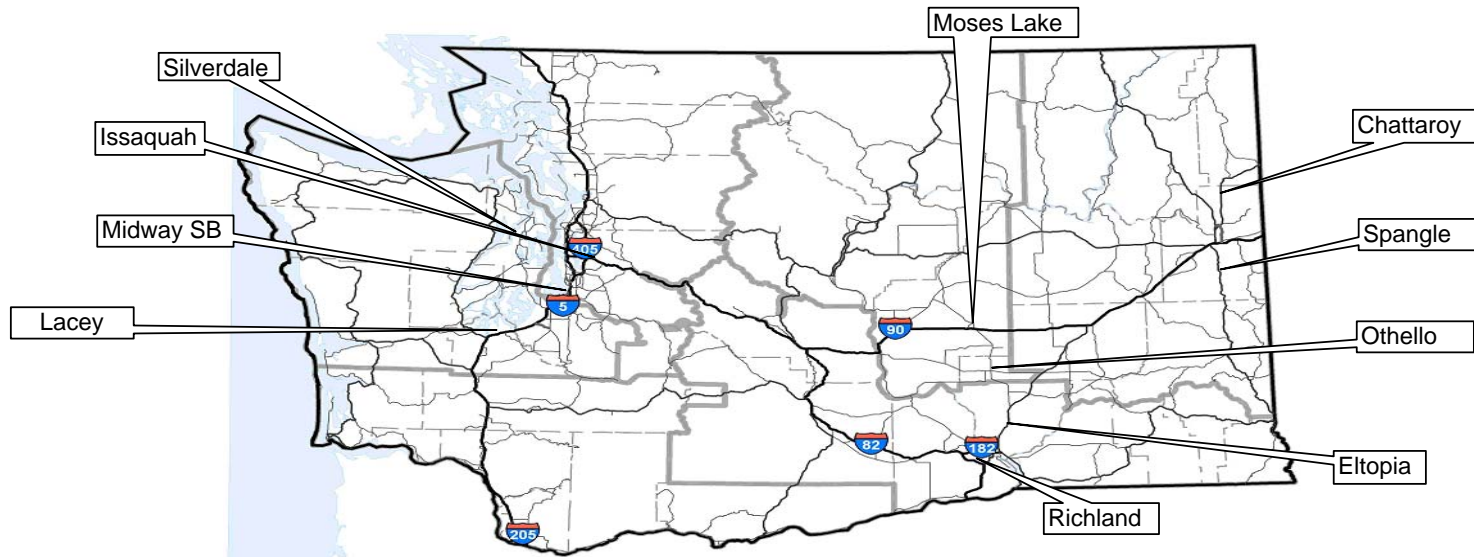 Moses Lake
Silverdale
Issaquah
Chattaroy
Midway SB
Spangle
405
5
Lacey
90
Othello
82
182
Eltopia
Richland
205